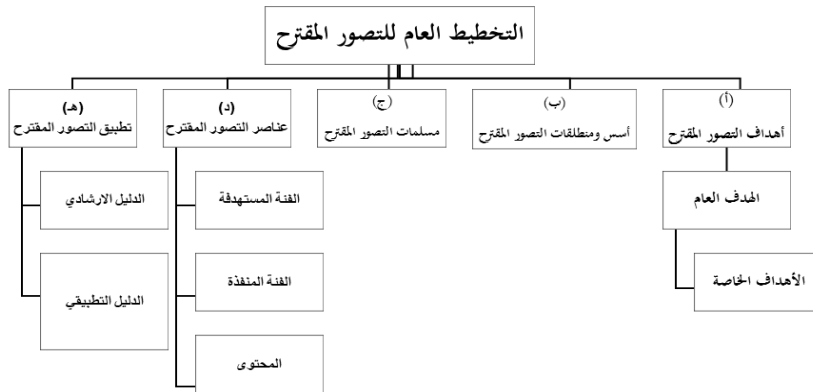 التخطيط العام للتصور المقترح
(أ)
أهداف التصور المقترح
(ب)
أسس ومنطلقات التصور المقترح
(ج)
مسلمات التصور المقترح
(د)
عناصر التصور المقترح
(هـ)
تطبيق التصور المقترح
الهدف العام
الأهداف الخاصة
الفئة المستهدفة
الفئة المنفذة
المحتوى
الدليل الارشادي
الدليل التطبيقي